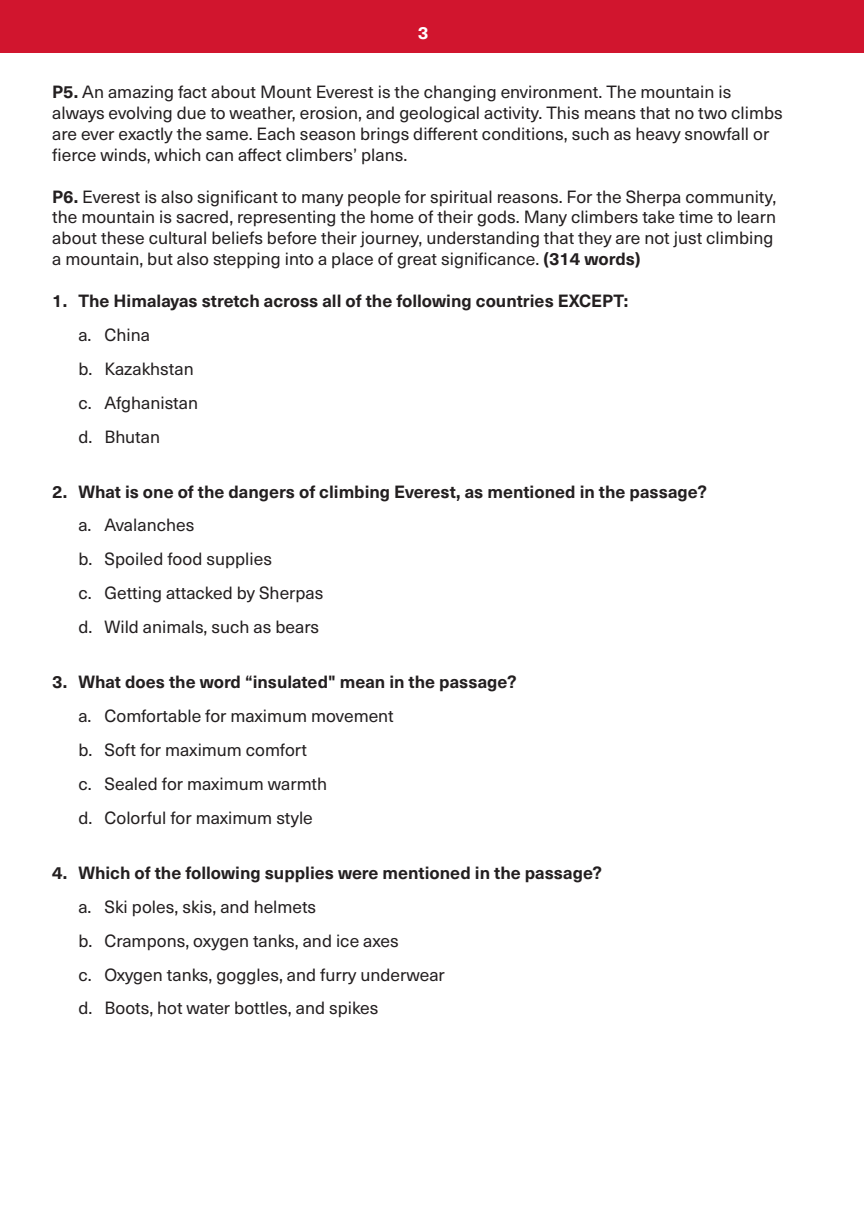 3
P5. An amazing fact about Mount Everest is the changing environment. The mountain is
always evolving due to weather, erosion, and geological activity. This means that no two climbs
are ever exactly the same. Each season brings different conditions, such as heavy snowfall or
fierce winds, which can affect climbers' plans.
P6. Everest is also significant to many people for spiritual reasons. For the Sherpa community,
the mountain is sacred, representing the home of their gods. Many climbers take time to learn
about these cultural beliefs before their journey, understanding that they are not just climbing
a mountain, but also stepping into a place of great significance. (314 words)
1. The Himalayas stretch across all of the following countries EXCEPT:
a. China
b. Kazakhstan
c. Afghanistan
d. Bhutan
2. What is one of the dangers of climbing Everest, as mentioned in the passage?
a. Avalanches
b. Spoiled food supplies
c. Getting attacked by Sherpas
d. Wild animals, such as bears
3. What does the word “insulated" mean in the passage?
a. Comfortable for maximum movement
b. Soft for maximum comfort
c. Sealed for maximum warmth
d. Colorful for maximum style
4. Which of the following supplies were mentioned in the passage?
a. Ski poles, skis, and helmets
b. Crampons, oxygen tanks, and ice axes
c. Oxygen tanks, goggles, and furry underwear
d. Boots, hot water bottles, and spikes